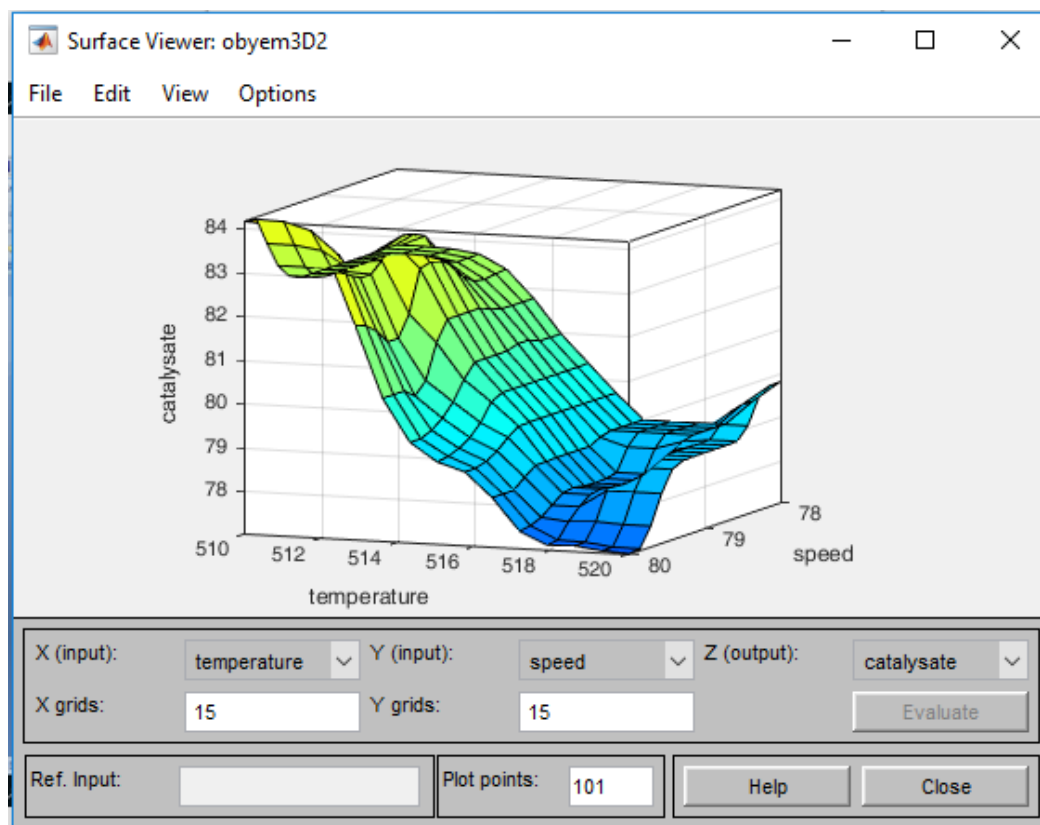 Surface Viewer: obyem3D2
File Edit View Options
84
83
82
81
80
79
78
catalysate
510 512 514 516 518 520
temperature
80 79 78
speed
X (input): temperature Y (input): speed Z (output): catalysate
X grids: 15 Y grids: 15 Evaluate
Ref. Input: Plot points: 101 Help Close